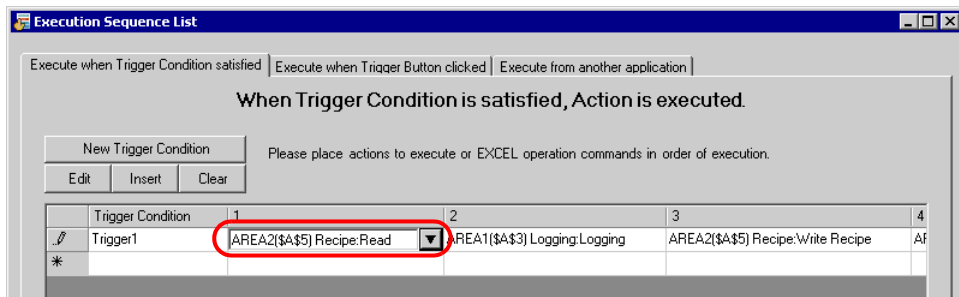 Execution Sequence List
Execute when Trigger Condition satisfied Execute when Trigger Button clicked Execute from another application
When Trigger Condition is satisfied, Action is executed.
New Trigger Condition
Please place actions to execute or EXCEL operation commands in order of execution.
Edit Insert Clear
Trigger Condition 1 2 3 4
Trigger1 AREA2($A$5) Recipe:Read AREA1($A$3) Logging:Logging AREA2($A$5) Recipe:Write Recipe